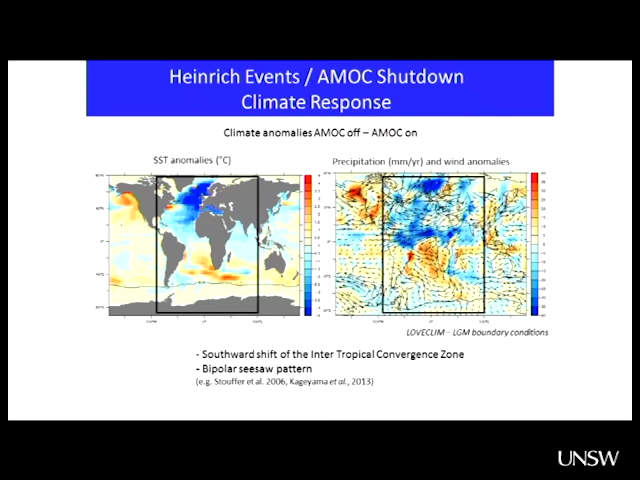 Heinrich Events / AMOC Shutdown
Climate Response
Climate anomalies AMOC off – AMOC on
SST anomalies (°C)
Precipitation (mm/yr) and wind anomalies
LOVECLIM – LGM boundary conditions
- Southward shift of the Inter Tropical Convergence Zone
- Bipolar seesaw pattern
(e.g. Stouffer et al. 2006, Kageyama et al., 2013)
UNSW